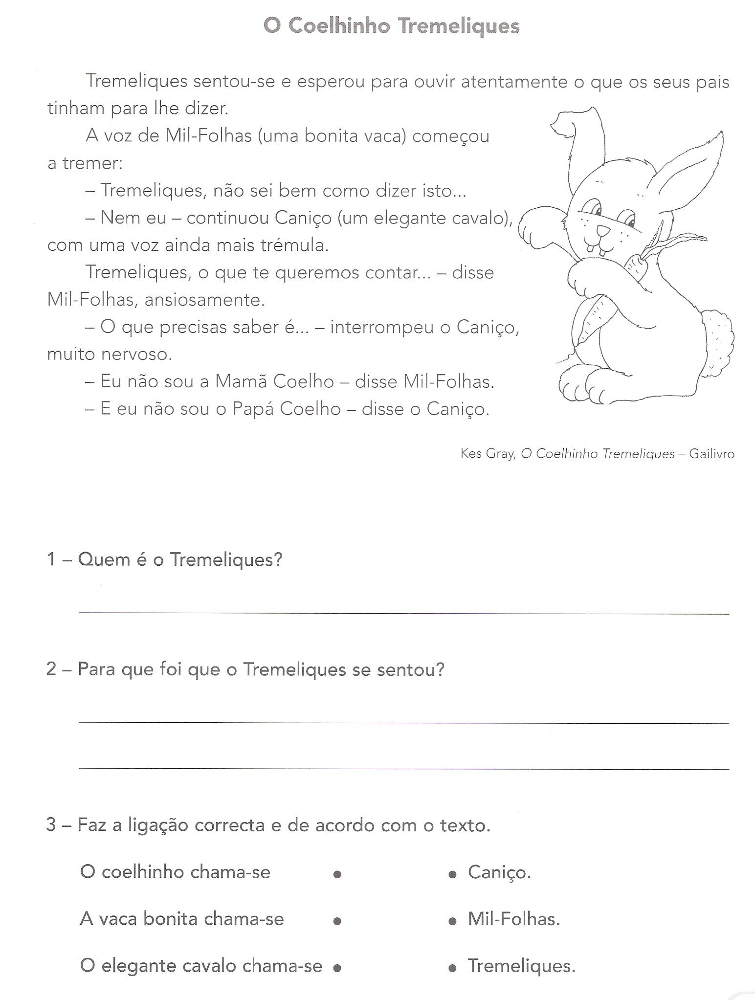 O Coelhinho Tremeliques
Tremeliques sentou-se e esperou para ouvir atentamente o que os seus pais
tinham para lhe dizer.
A voz de Mil-Folhas (uma bonita vaca) começou
a tremer:
– Tremeliques, não sei bem como dizer isto...
– Nem eu – continuou Caniço (um elegante cavalo),
com uma voz ainda mais trémula.
Tremeliques, o que te queremos contar... – disse
Mil-Folhas, ansiosamente.
– O que precisas saber é... – interrompeu o Caniço,
muito nervoso.
– Eu não sou a Mamã Coelho – disse Mil-Folhas.
– E eu não sou o Papá Coelho – disse o Caniço.
Kes Gray, O Coelhinho Tremeliques – Gailivro
1 – Quem é o Tremeliques?
2 – Para que foi que o Tremeliques se sentou?
3 – Faz a ligação correcta e de acordo com o texto.
O coelhinho chama-se • • Caniço.
A vaca bonita chama-se • • Mil-Folhas.
O elegante cavalo chama-se • • Tremeliques.